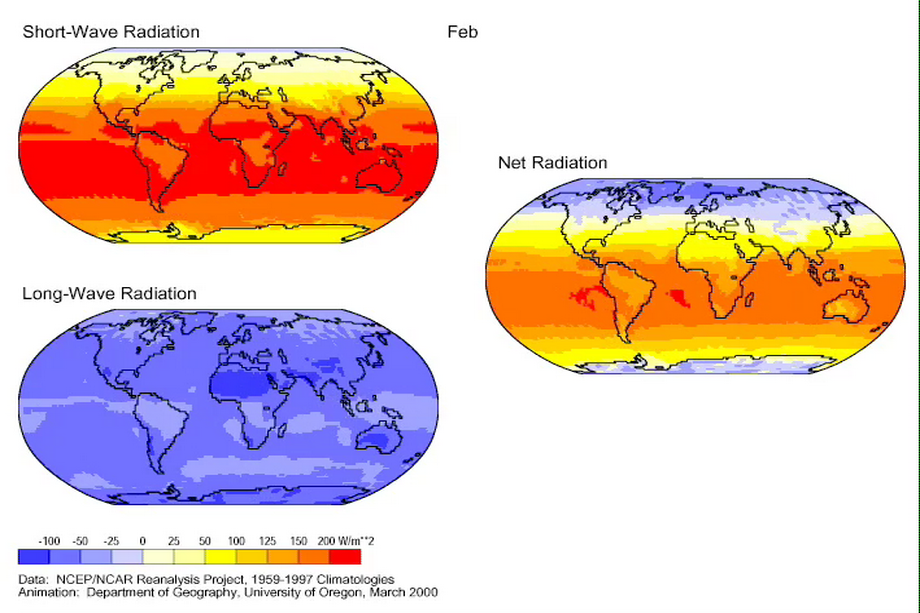 Short-Wave Radiation
Feb
Net Radiation
Long-Wave Radiation
-100 -50 -25 0 25 50 100 125 150 200 W/m**2
Data: NCEP/NCAR Reanalysis Project, 1959-1997 Climatologies
Animation: Department of Geography, University of Oregon, March 2000